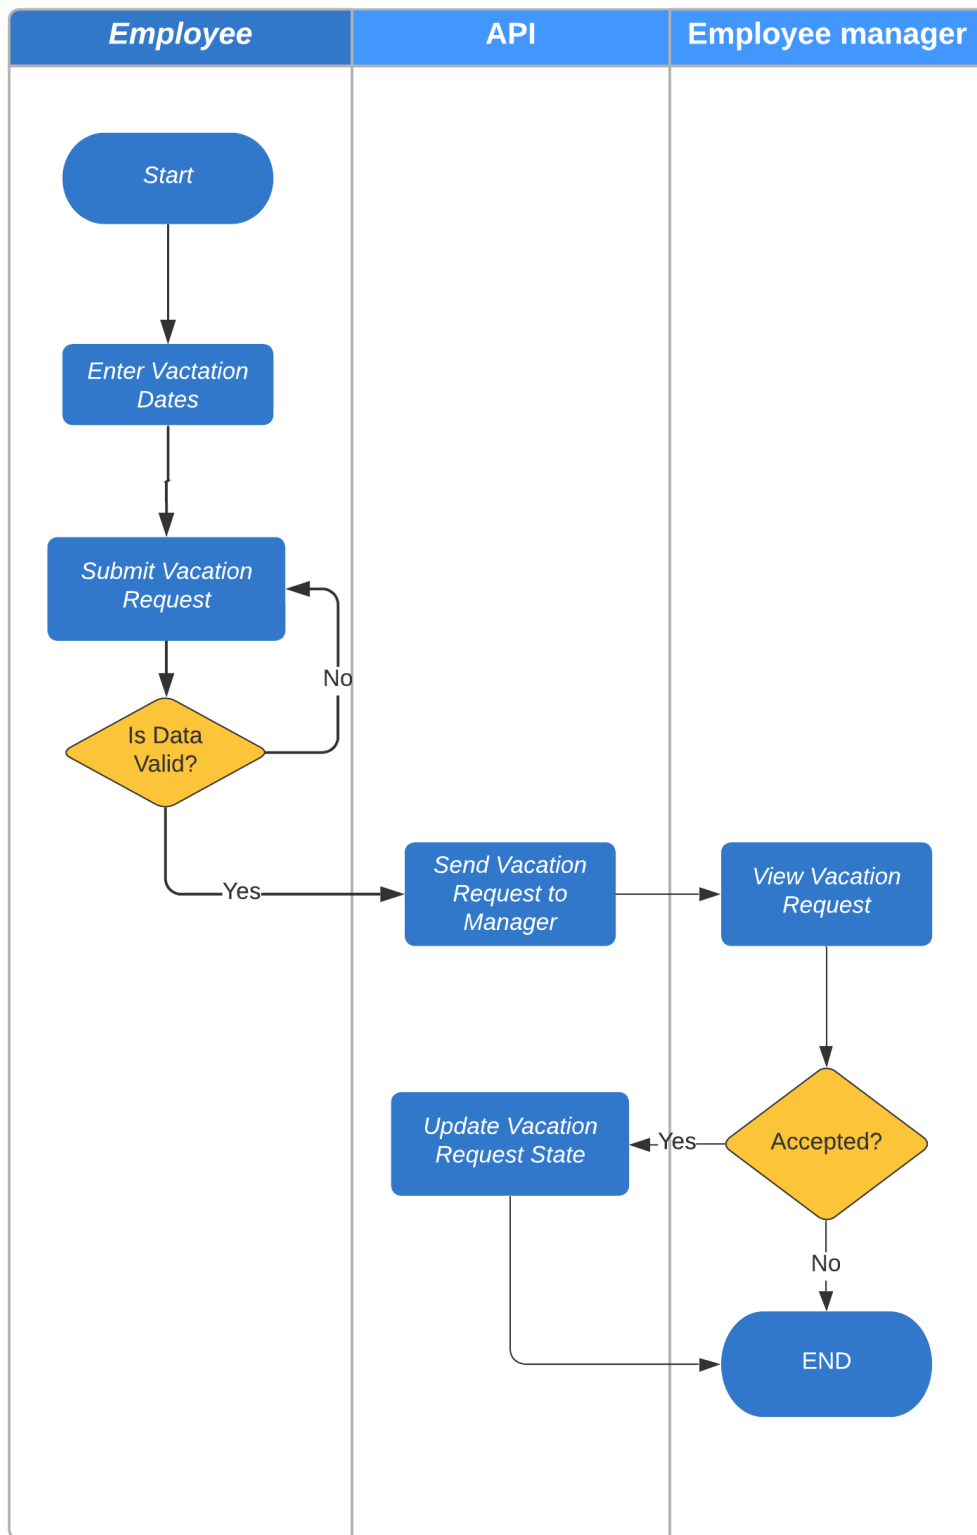 Employee
API
Employee manager
Start
Enter Vactation
Dates
Submit Vacation
Request
No
Is Data
Valid?
Yes
Send Vacation
Request to
Manager
View Vacation
Request
Update Vacation
Request State
Yes
Accepted?
No
END